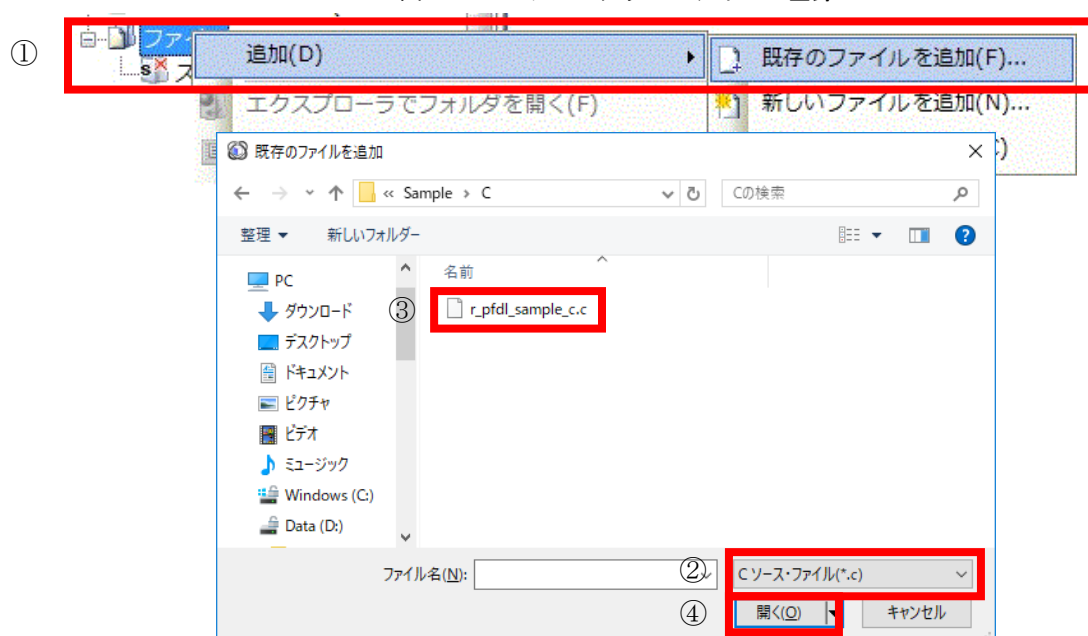 ①
ファイ
追加(D)
既存のファイルを追加(F)...
ス
エクスプローラでフォルダを開く(F)
新しいファイルを追加(N)...
既存のファイルを追加
« Sample › C
Cの検索
整理
新しいフォルダー
名前
PC
③
r_pfdl_sample_c.c
ダウンロード
デスクトップ
ドキュメント
ピクチャ
ビデオ
ミュージック
Windows (C:)
Data (D:)
ファイル名(N):
②
C ソース・ファイル(*.c)
④
開く(O)
キャンセル